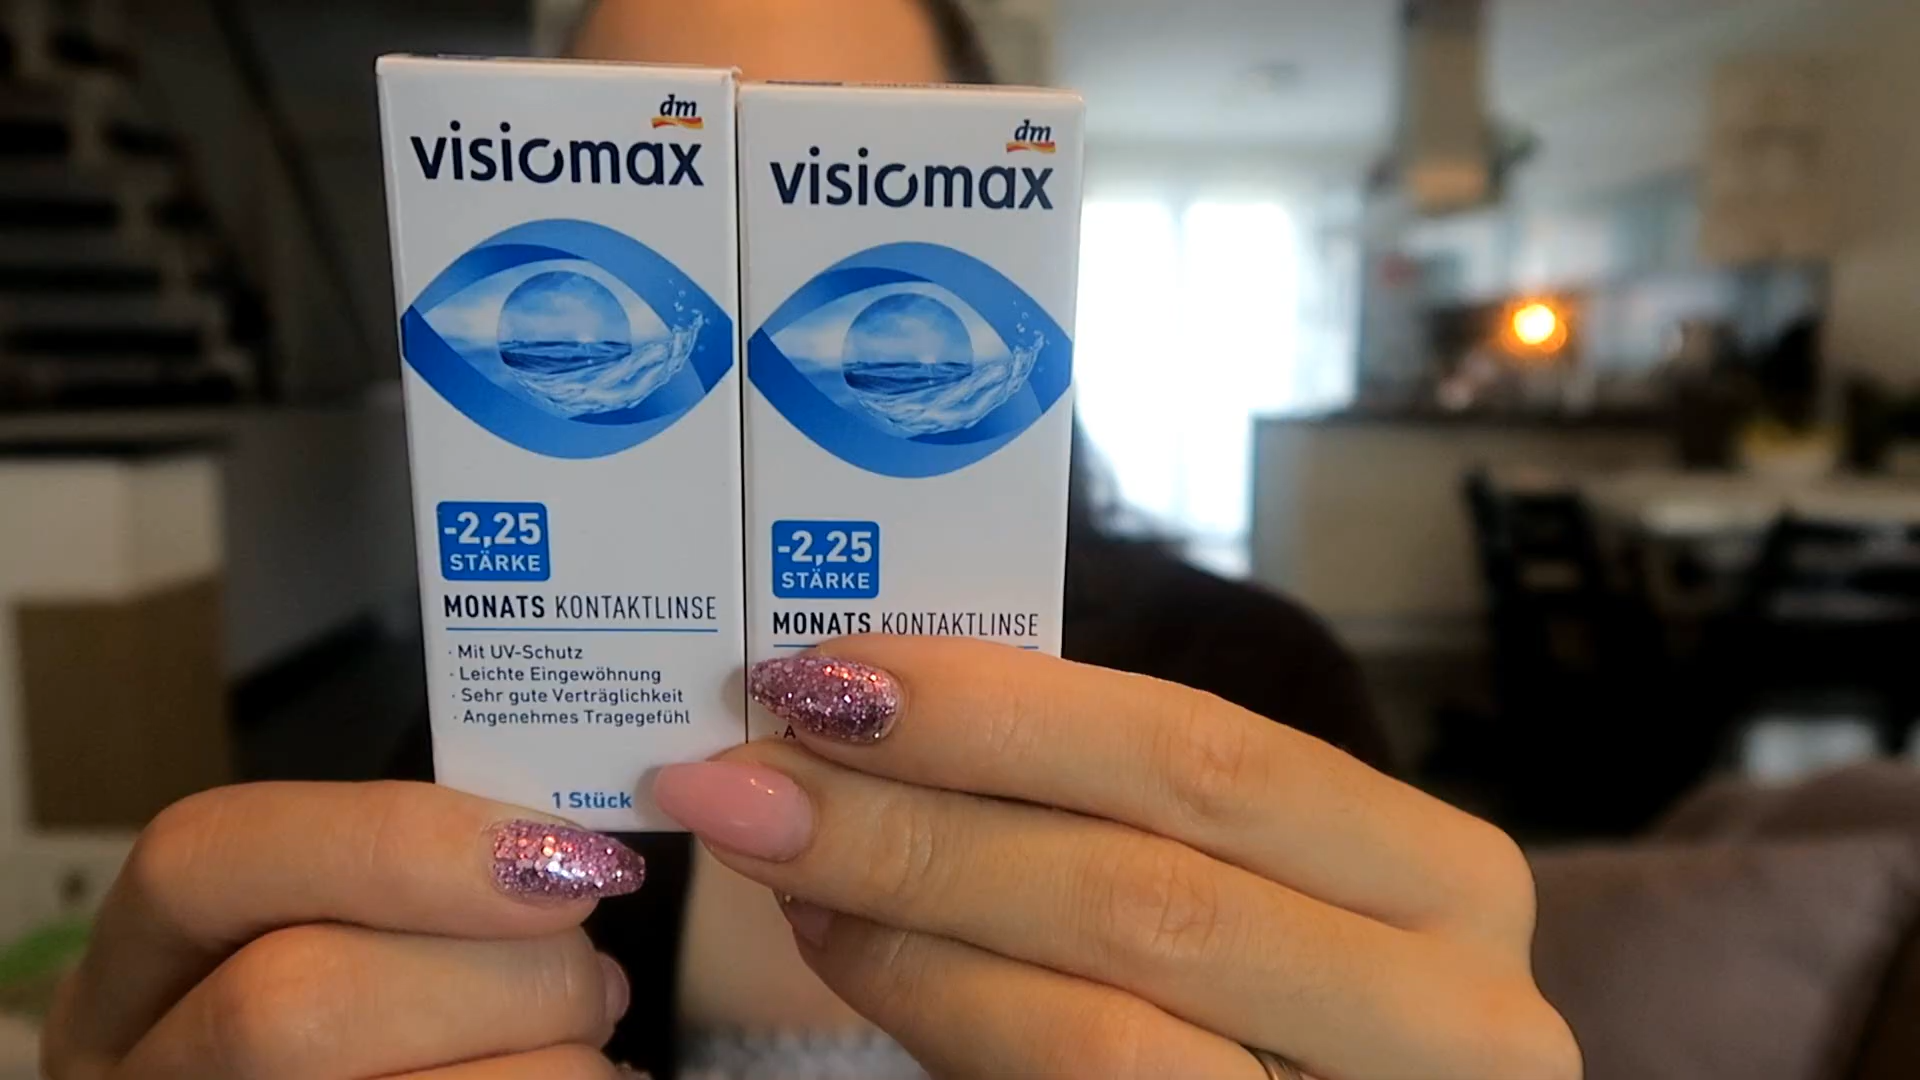 dm
visiomax
-2,25
STÄRKE
MONATS KONTAKTLINSE
· Mit UV-Schutz
· Leichte Eingewöhnung
· Sehr gute Verträglichkeit
· Angenehmes Tragegefühl
1 Stück
dm
visiomax
-2,25
STÄRKE
MONATS KONTAKTLINSE
· A